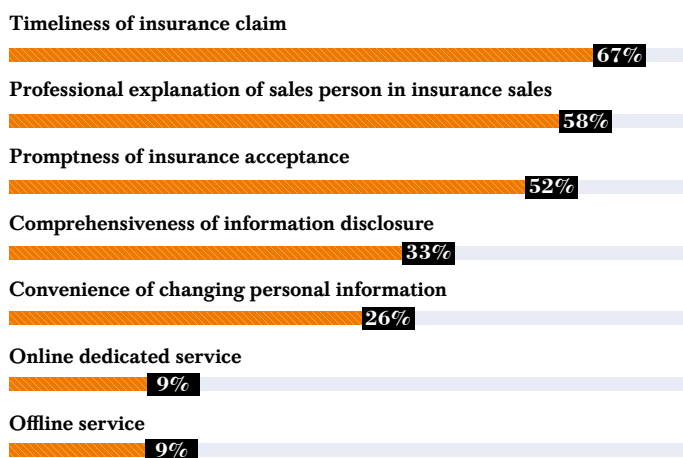 Timeliness of insurance claim
67%
Professional explanation of sales person in insurance sales
58%
Promptness of insurance acceptance
52%
Comprehensiveness of information disclosure
33%
Convenience of changing personal information
26%
Online dedicated service
9%
Offline service
9%